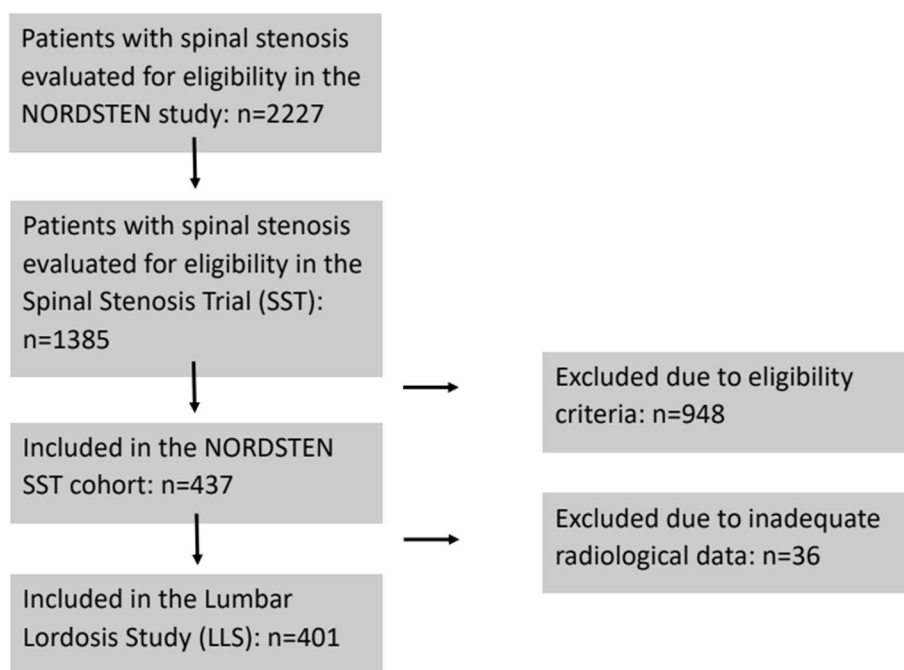 Patients with spinal stenosis
evaluated for eligibility in the
NORDSTEN study: n=2227
Patients with spinal stenosis
evaluated for eligibility in the
Spinal Stenosis Trial (SST):
n=1385
Excluded due to eligibility
criteria: n=948
Included in the NORDSTEN
SST cohort: n=437
Excluded due to inadequate
radiological data: n=36
Included in the Lumbar
Lordosis Study (LLS): n=401